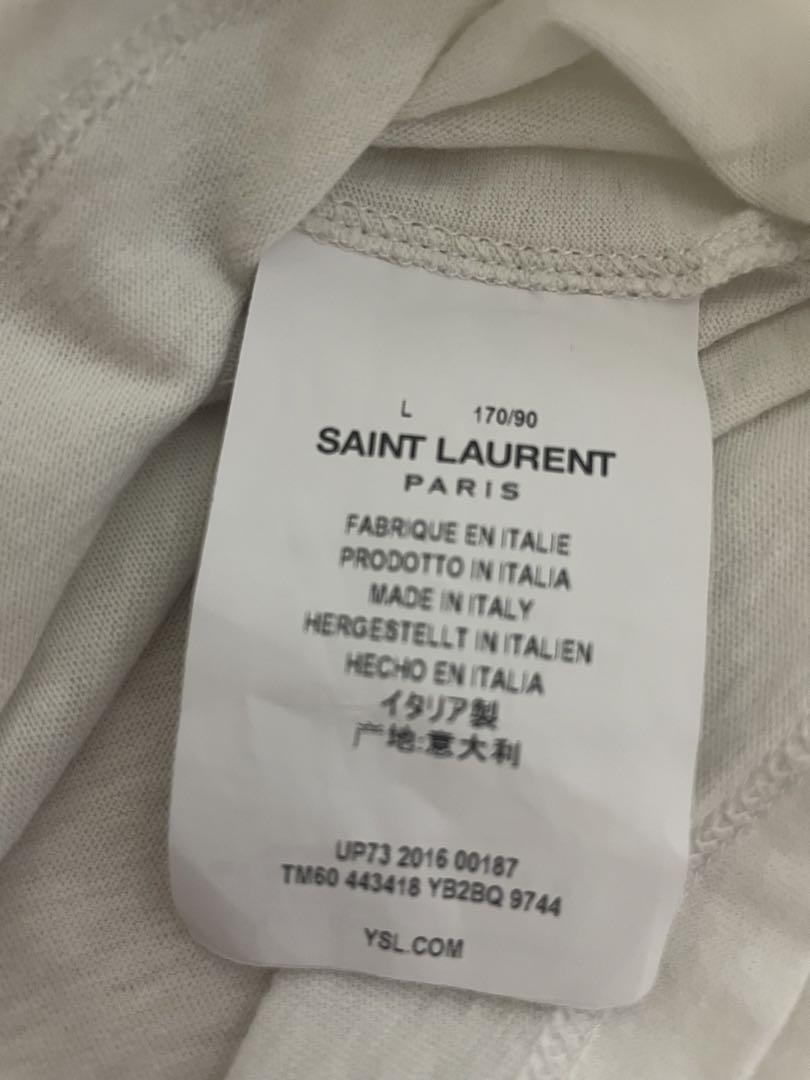 L 170/90
SAINT LAURENT
PARIS
FABRIQUE EN ITALIE
PRODOTTO IN ITALIA
MADE IN ITALY
HERGESTELLT IN ITALIEN
HECHO EN ITALIA
イタリア製
产地:意大利
UP73 2016 00187
TM60 443418 YB2BQ 9744
YSL.COM